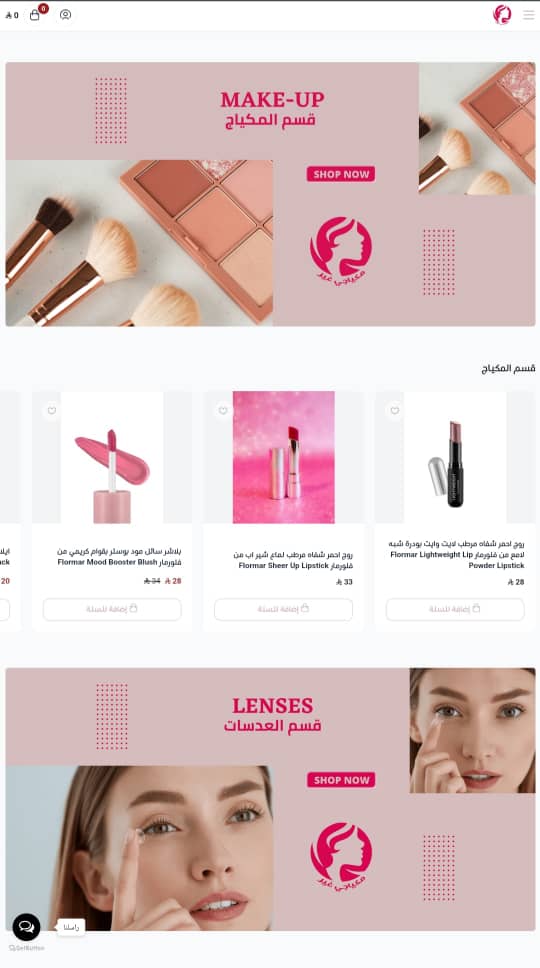 0
0
MAKE-UP
قسم المكياج
SHOP NOW
مكياجي غير
قسم المكياج
روج احمر شفاه مرطب لايت وايت بودرة شبه
لامع من فلورمار Flormar Lightweight Lip
Powder Lipstick
28
إضافة للسلة
روج احمر شفاه مرطب لماع شير اب من
فلورمار Flormar Sheer Up Lipstick
33
إضافة للسلة
بلاشر سائل مود بوستر بقوام كريمي من
فلورمار Flormar Mood Booster Blush
28 34
إضافة للسلة
20
LENSES
قسم العدسات
SHOP NOW
مكياجي غير
راسلنا
GetButton